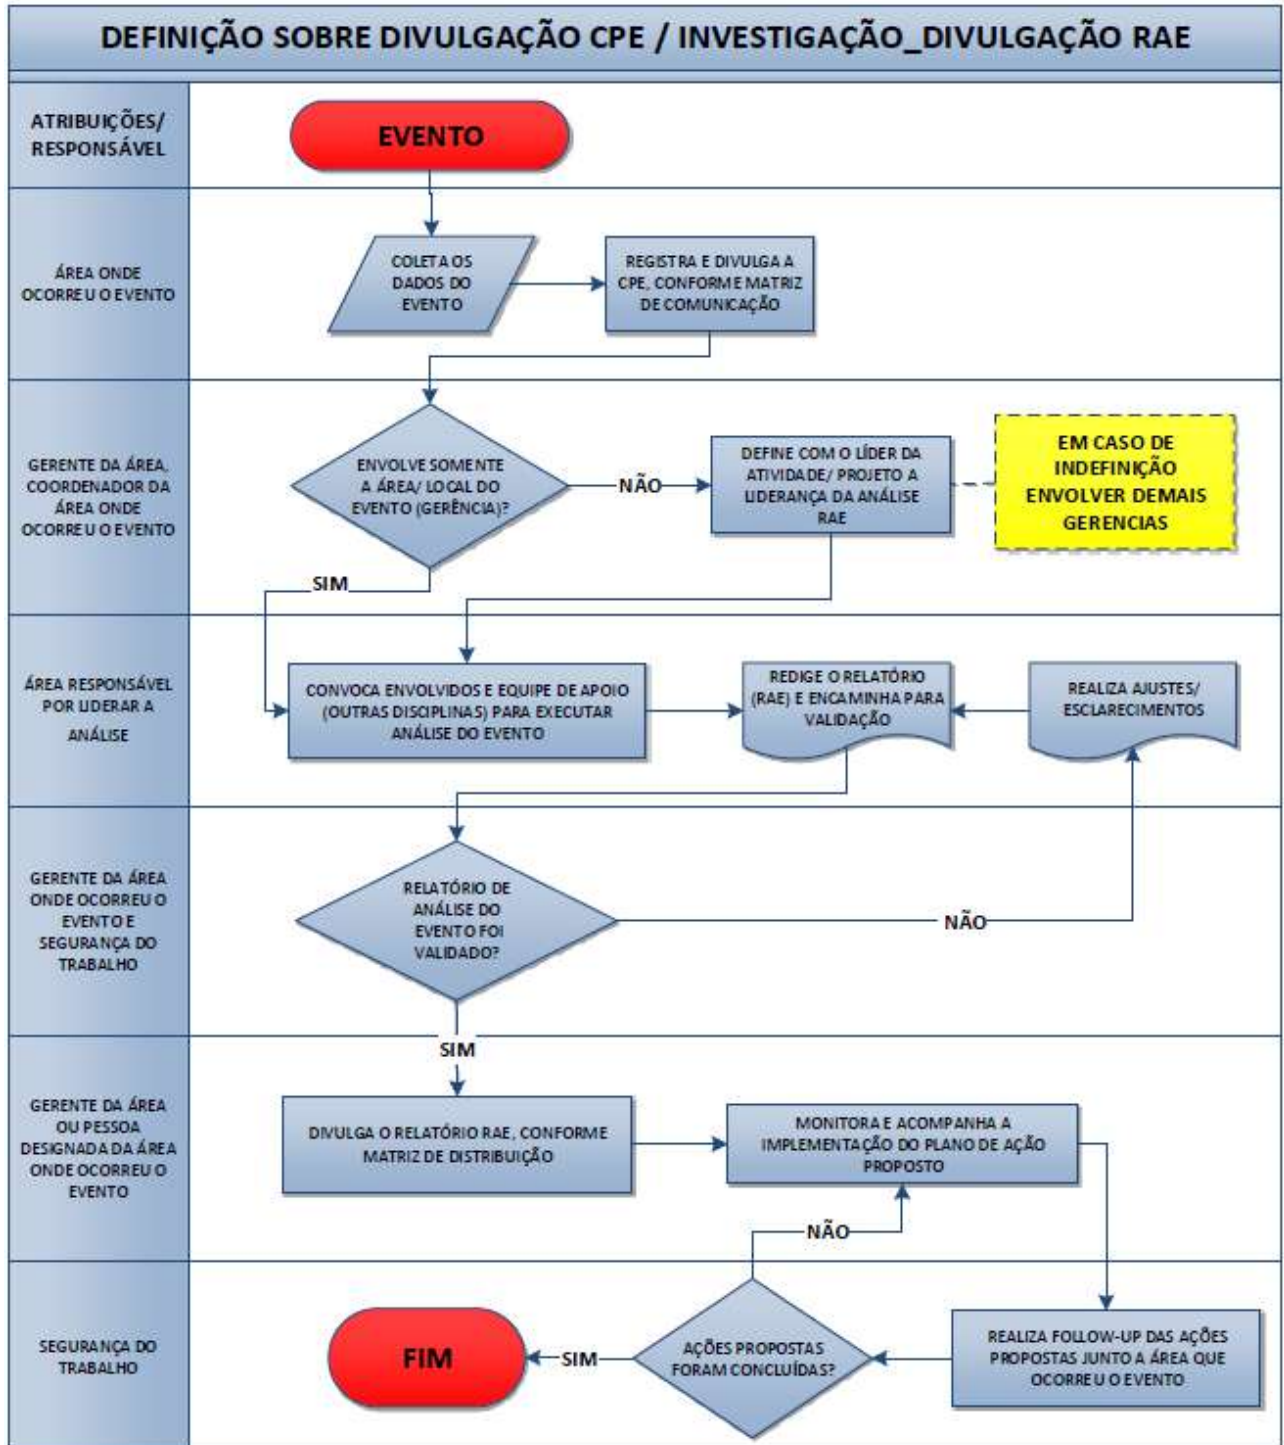 DEFINIÇÃO SOBRE DIVULGAÇÃO CPE / INVESTIGAÇÃO_DIVULGAÇÃO RAE
ATRIBUIÇÕES/
RESPONSÁVEL
EVENTO
ÁREA ONDE
OCORREU O EVENTO
COLETA OS
DADOS DO
EVENTO
REGISTRA E DIVULGA A
CPE, CONFORME MATRIZ
DE COMUNICAÇÃO
GERENTE DA ÁREA,
COORDENADOR DA
ÁREA ONDE
OCORREU O EVENTO
ENVOLVE SOMENTE
A ÁREA/ LOCAL DO
EVENTO (GERÊNCIA)?
NÃO
DEFINE COM O LÍDER DA
ATIVIDADE/ PROJETO A
LIDERANÇA DA ANÁLISE
RAE
EM CASO DE
INDEFINIÇÃO
ENVOLVER DEMAIS
GERENCIAS
SIM
ÁREA RESPONSÁVEL
POR LIDERAR A
ANÁLISE
CONVOCA ENVOLVIDOS E EQUIPE DE APOIO
(OUTRAS DISCIPLINAS) PARA EXECUTAR
ANÁLISE DO EVENTO
REDIGE O RELATÓRIO
(RAE) E ENCAMINHA PARA
VALIDAÇÃO
REALIZA AJUSTES/
ESCLARECIMENTOS
GERENTE DA ÁREA
ONDE OCORREU O
EVENTO E
SEGURANÇA DO
TRABALHO
RELATÓRIO DE
ANÁLISE DO
EVENTO FOI
VALIDADO?
NÃO
SIM
GERENTE DA ÁREA
OU PESSOA
DESIGNADA DA ÁREA
ONDE OCORREU O
EVENTO
DIVULGA O RELATÓRIO RAE, CONFORME
MATRIZ DE DISTRIBUIÇÃO
MONITORA E ACOMPANHA A
IMPLEMENTAÇÃO DO PLANO DE AÇÃO
PROPOSTO
NÃO
SEGURANÇA DO
TRABALHO
FIM
SIM
AÇÕES PROPOSTAS
FORAM CONCLUÍDAS?
REALIZA FOLLOW-UP DAS AÇÕES
PROPOSTAS JUNTO A ÁREA QUE
OCORREU O EVENTO